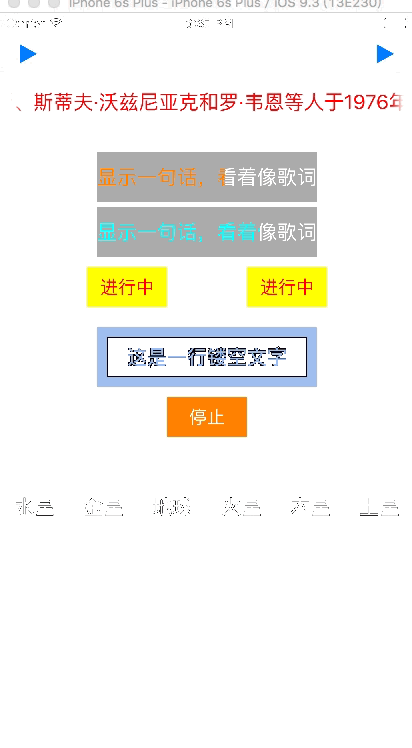 iPhone 6s Plus - iPhone 6s Plus / iOS 9.3 (13E230)
、斯蒂夫·沃兹尼亚克和罗·韦恩等人于1976年
显示一句话，看着像歌词
显示一句话，看着像歌词
进行中 进行中
这是一行镂空文字
停止
水星 金星 地球 火星 木星 土星